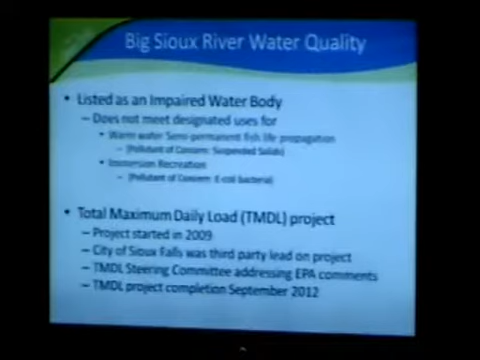 Big Sioux River Water Quality
• Listed as an Impaired Water Body
– Does not meet designated uses for
• Warm water Semi-permanent fish life propagation
– (Pollutant of Concern: Suspended Solids)
• Immersion Recreation
– (Pollutant of Concern: E coli bacteria)
• Total Maximum Daily Load (TMDL) project
– Project started in 2009
– City of Sioux Falls was third party lead on project
– TMDL Steering Committee addressing EPA comments
– TMDL project completion September 2012